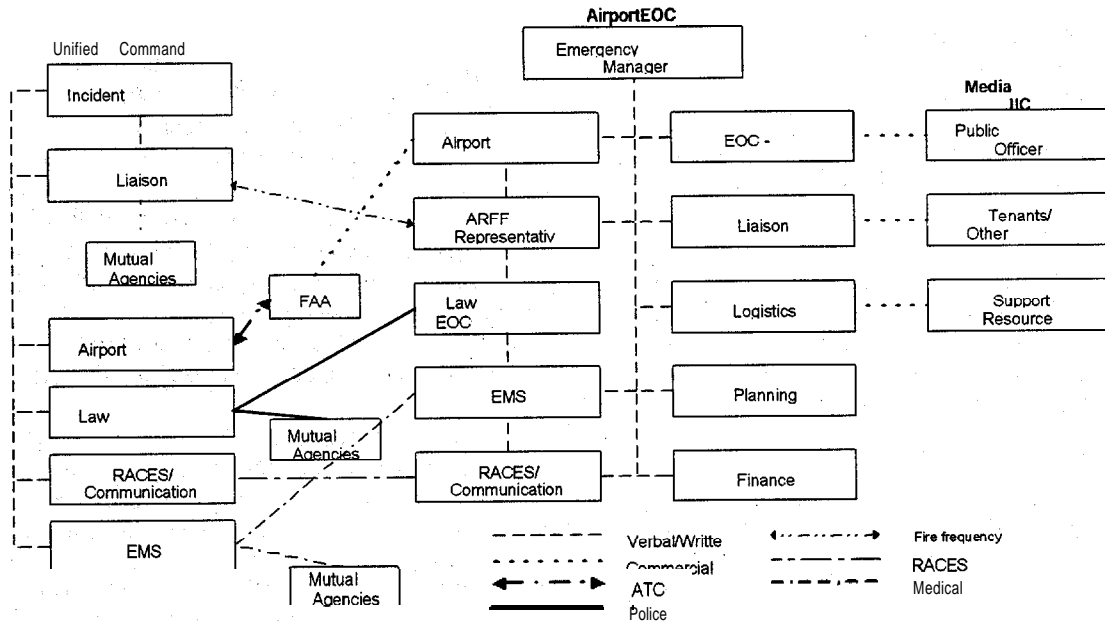 AirportEOC
Emergency
Manager
Unified Command
Incident
Liaison
Mutual
Agencies
FAA
Airport
Law
Mutual
Agencies
RACES/
Communication
EMS
Mutual
Agencies
Airport
ARFF
Representativ
Law
EOC
EMS
RACES/
Communication
EOC -
Liaison
Logistics
Planning
Finance
Media
JIC
Public
Officer
Tenants/
Other
Support
Resource
Verbal/Writte
Commercial
ATC
Police
Fire frequency
RACES
Medical